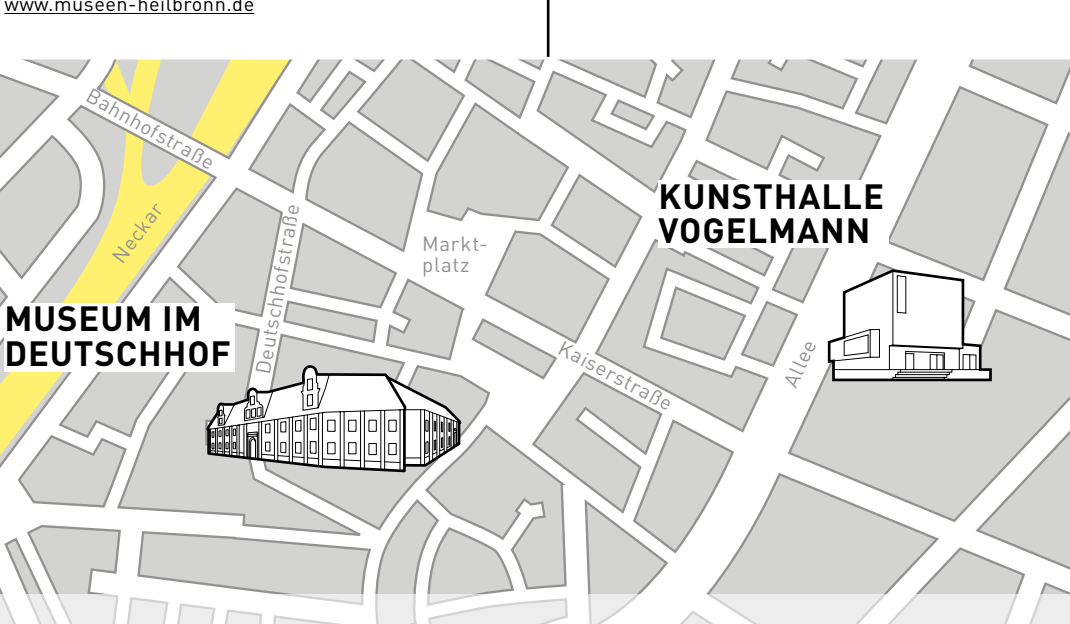 www.museen-heilbronn.de
Bahnhofstraße
KUNSTHALLE
VOGELMANN
Neckar
Deutschhofstraße
Markt-
platz
MUSEUM IM
DEUTSCHHOF
Kaiserstraße
Allee